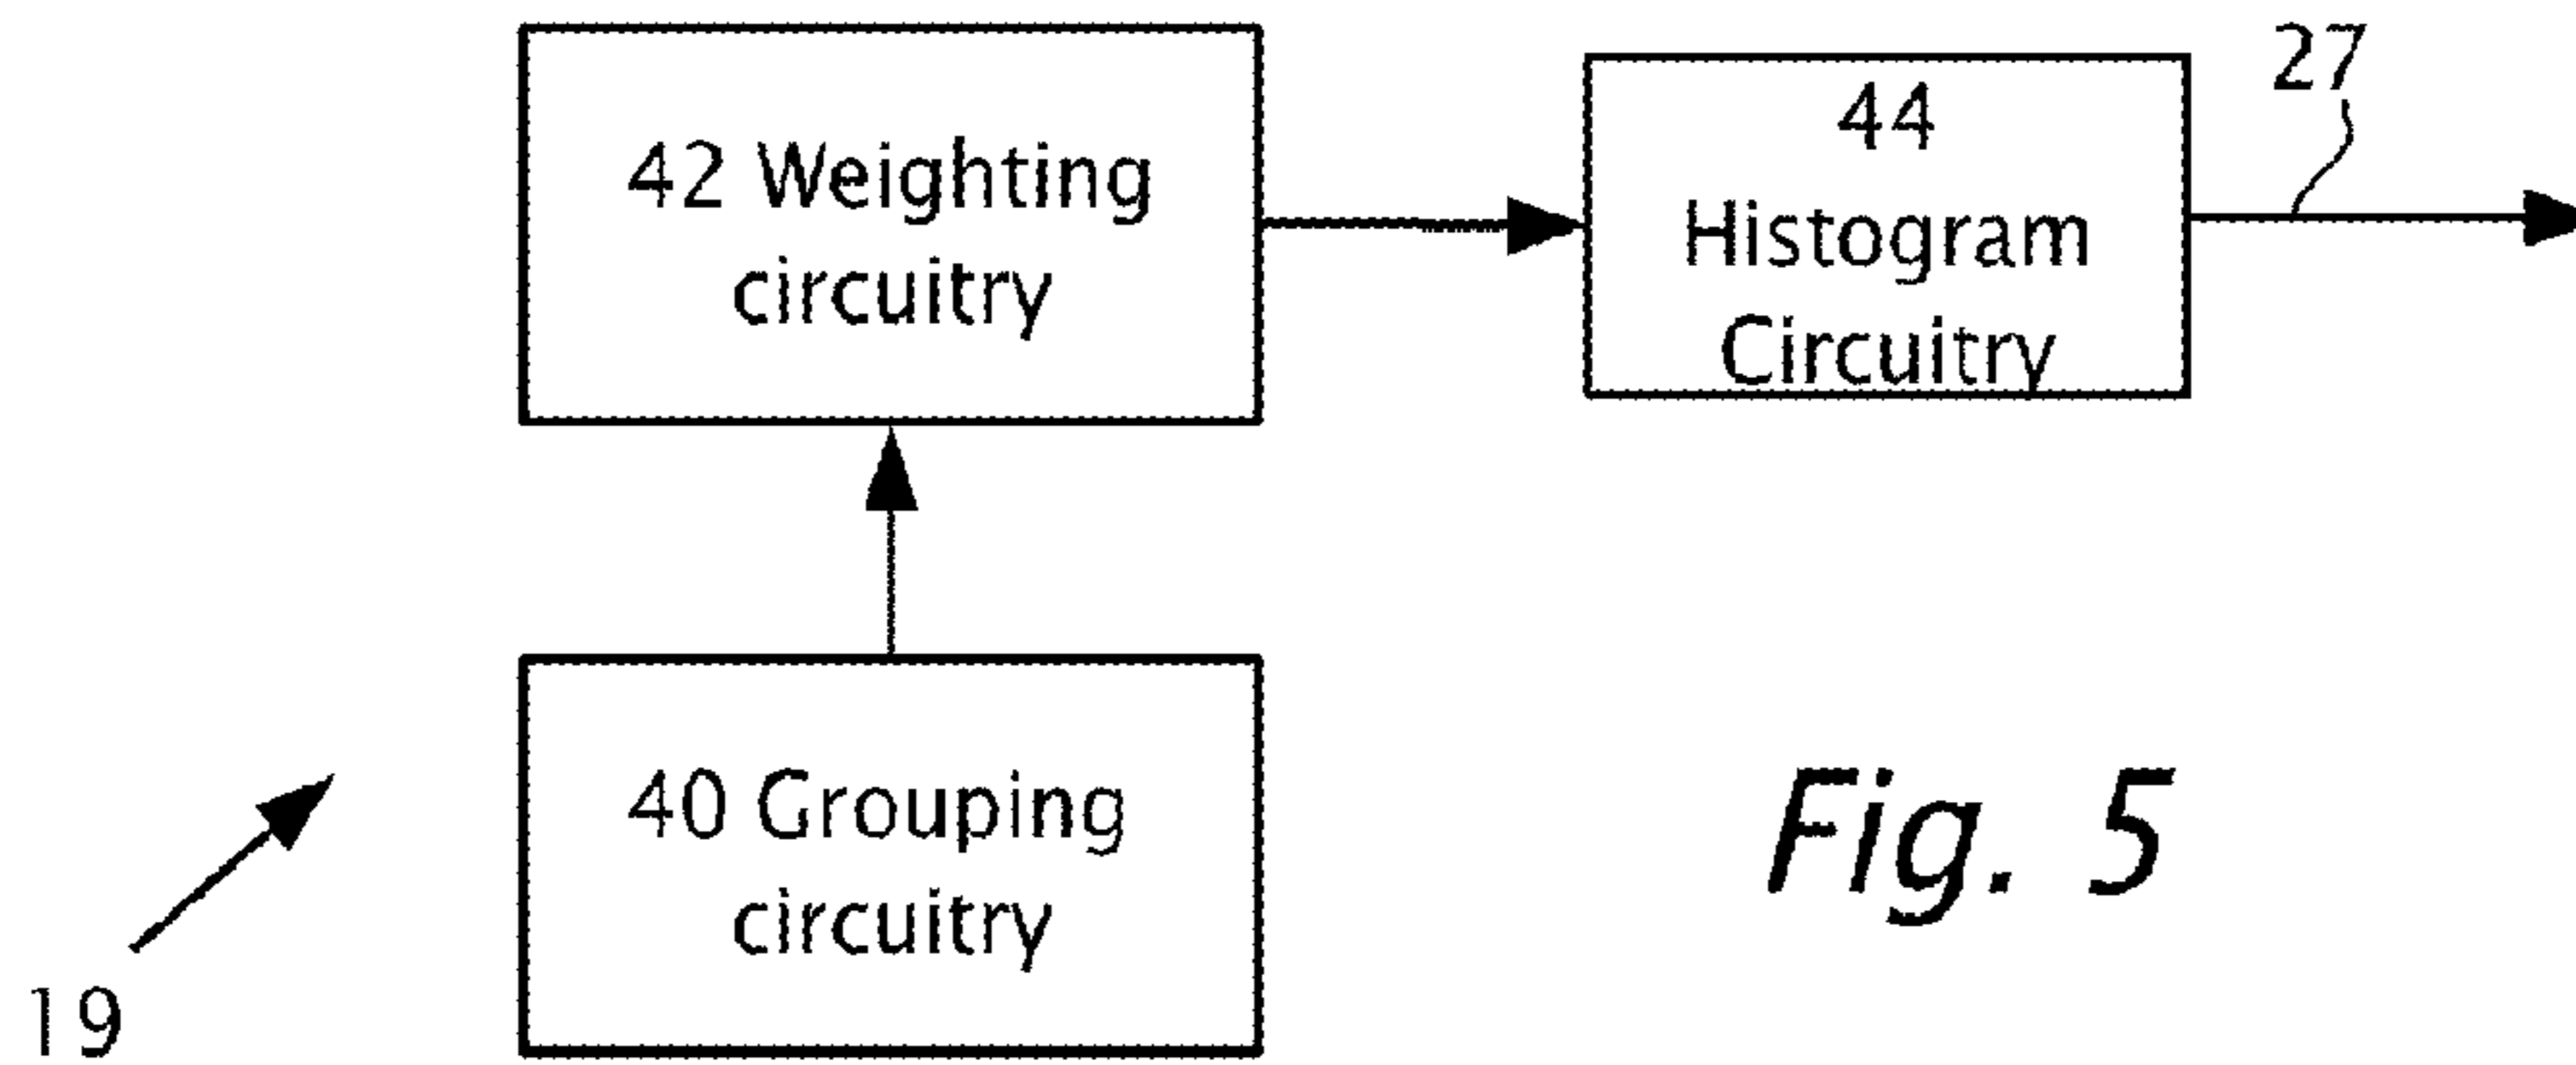 42 Weighting
circuitry
44
Histogram
Circuitry
27
40 Grouping
circuitry
19
Fig. 5